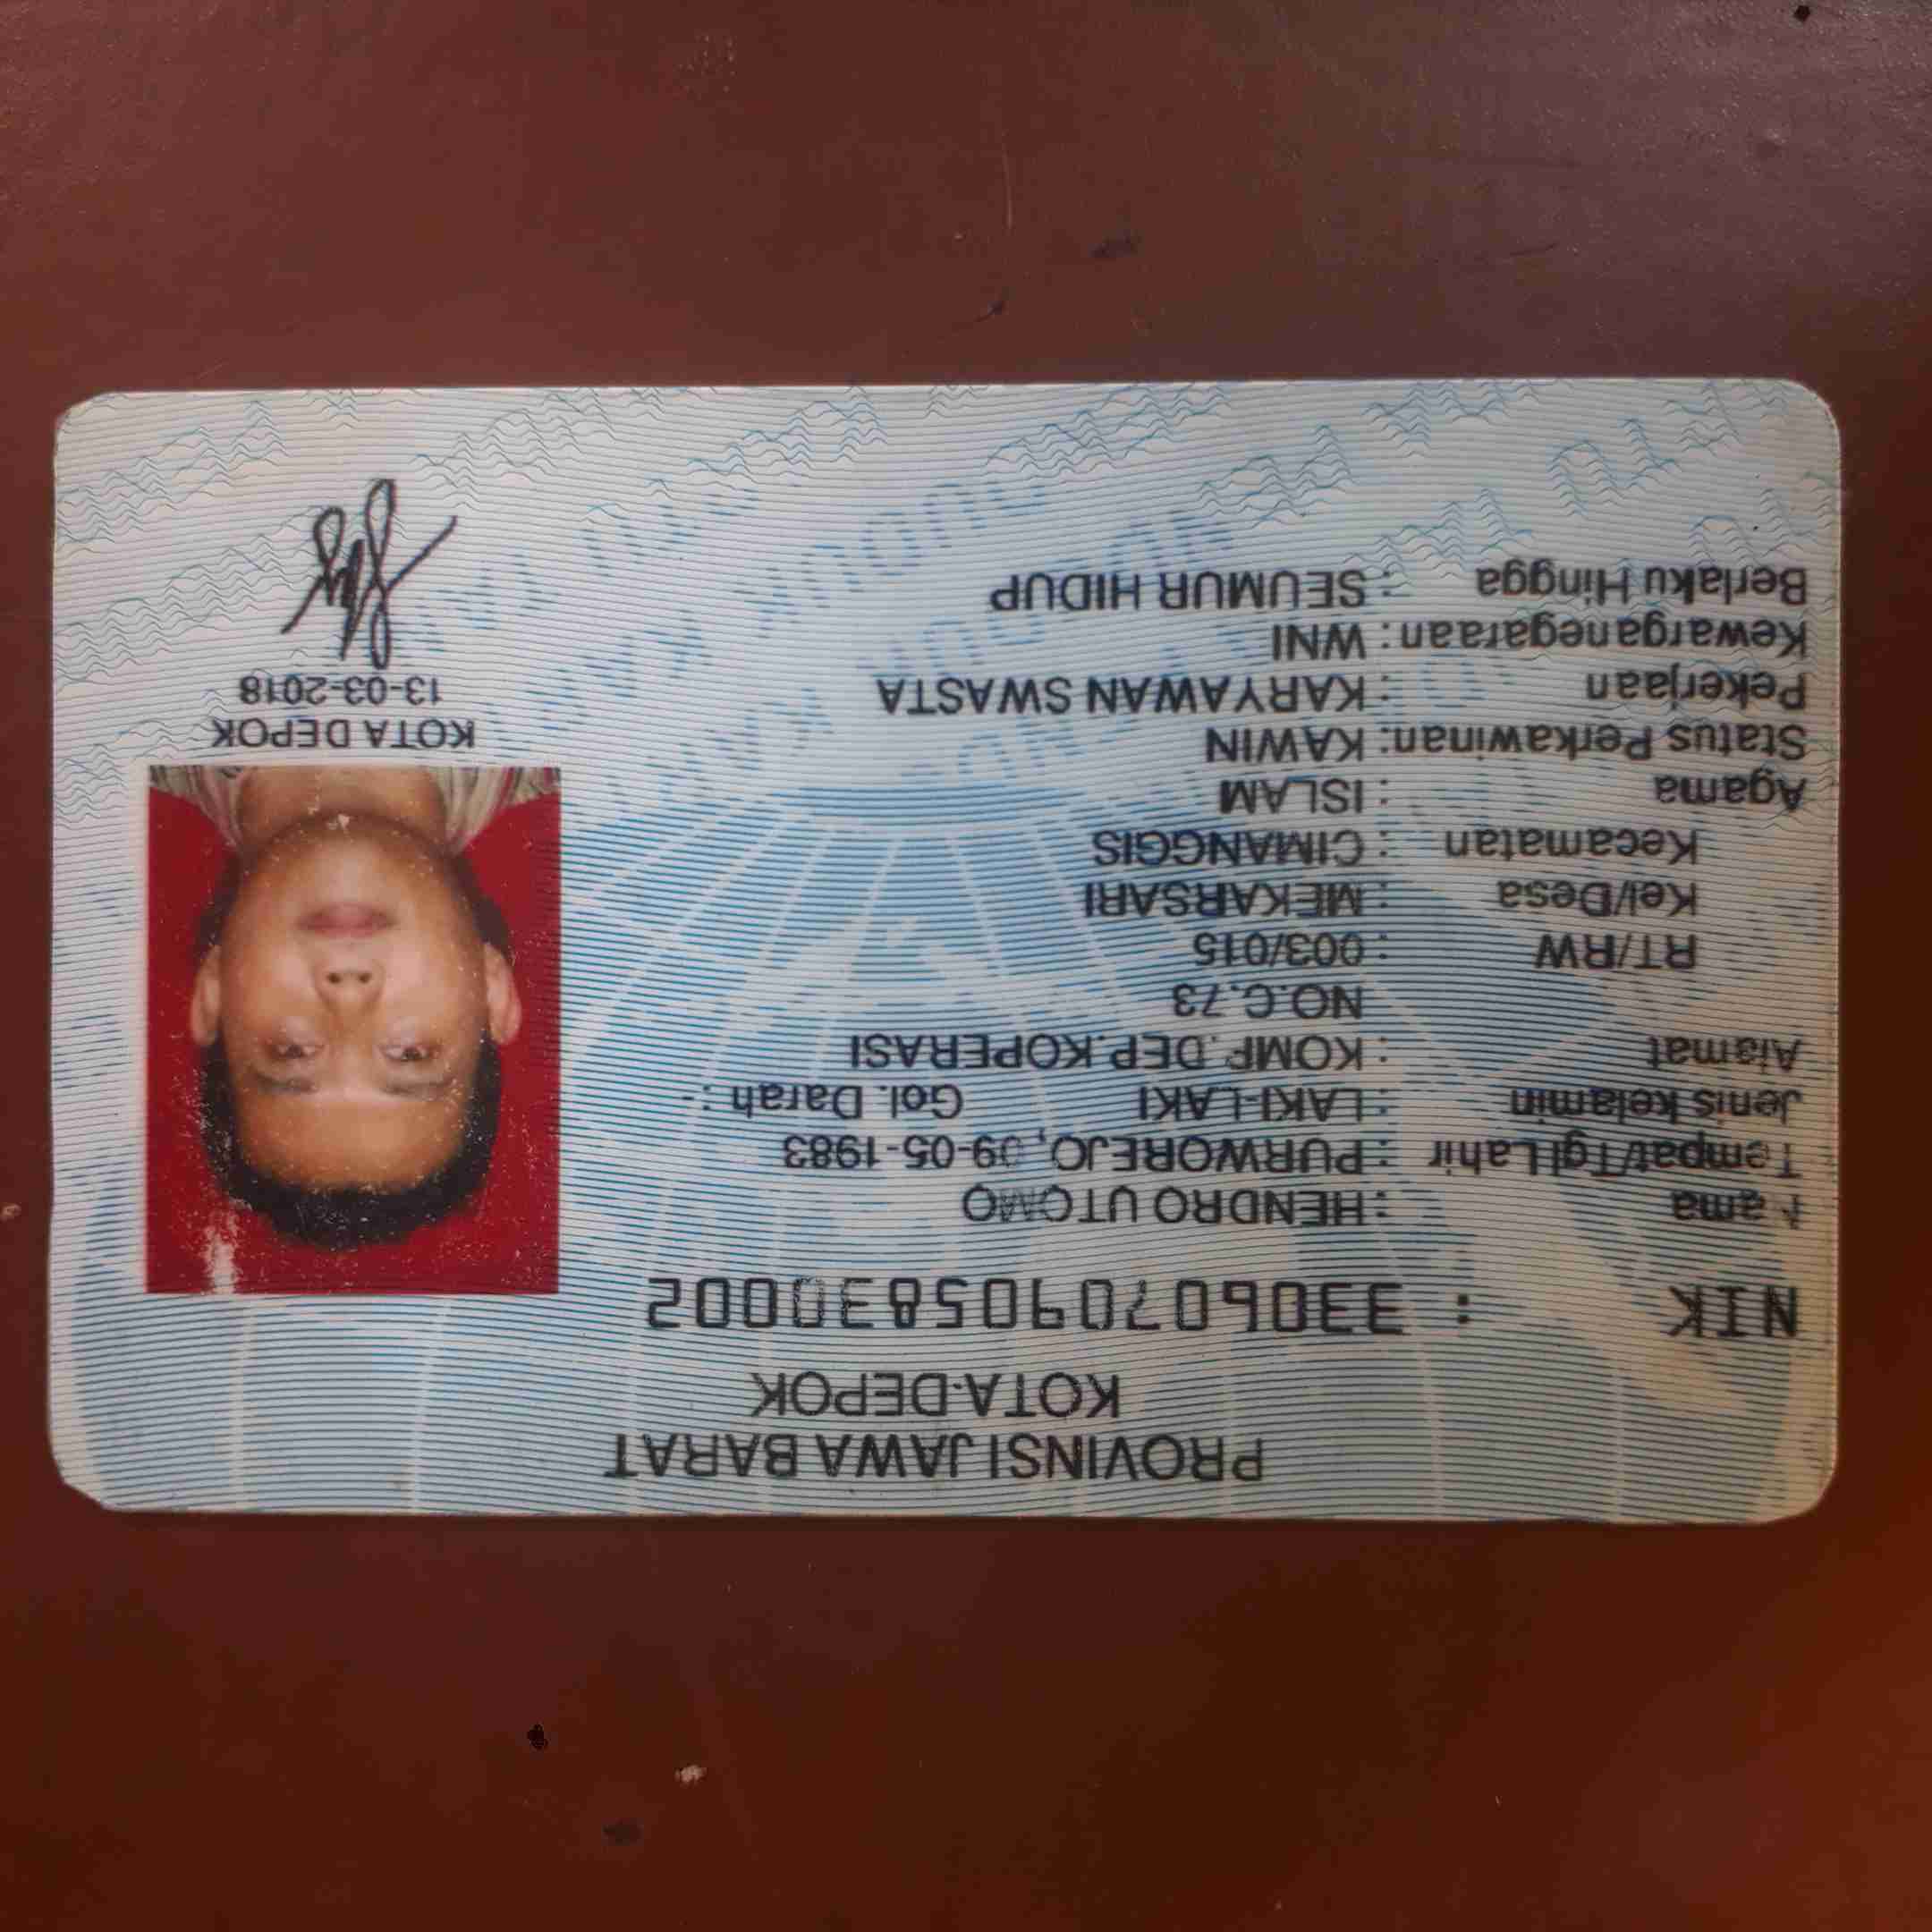 PROVINSI JAWA BARAT
KOTA DEPOK
NIK : 3306070905830002
Nama : HENDRO UTOMO
Tempat/Tgl Lahir : PURWOREJO, 09-05-1983
Jenis kelamin : LAKI-LAKI Gol. Darah : -
Alamat : KOMP. DEP. KOPERASI
NO.C.73
RT/RW : 003/015
Kel/Desa : MEKARSARI
Kecamatan : CIMANGGIS
Agama : ISLAM
Status Perkawinan: KAWIN
Pekerjaan : KARYAWAN SWASTA
Kewarganegaraan: WNI
Berlaku Hingga : SEUMUR HIDUP
KOTA DEPOK
13-03-2018